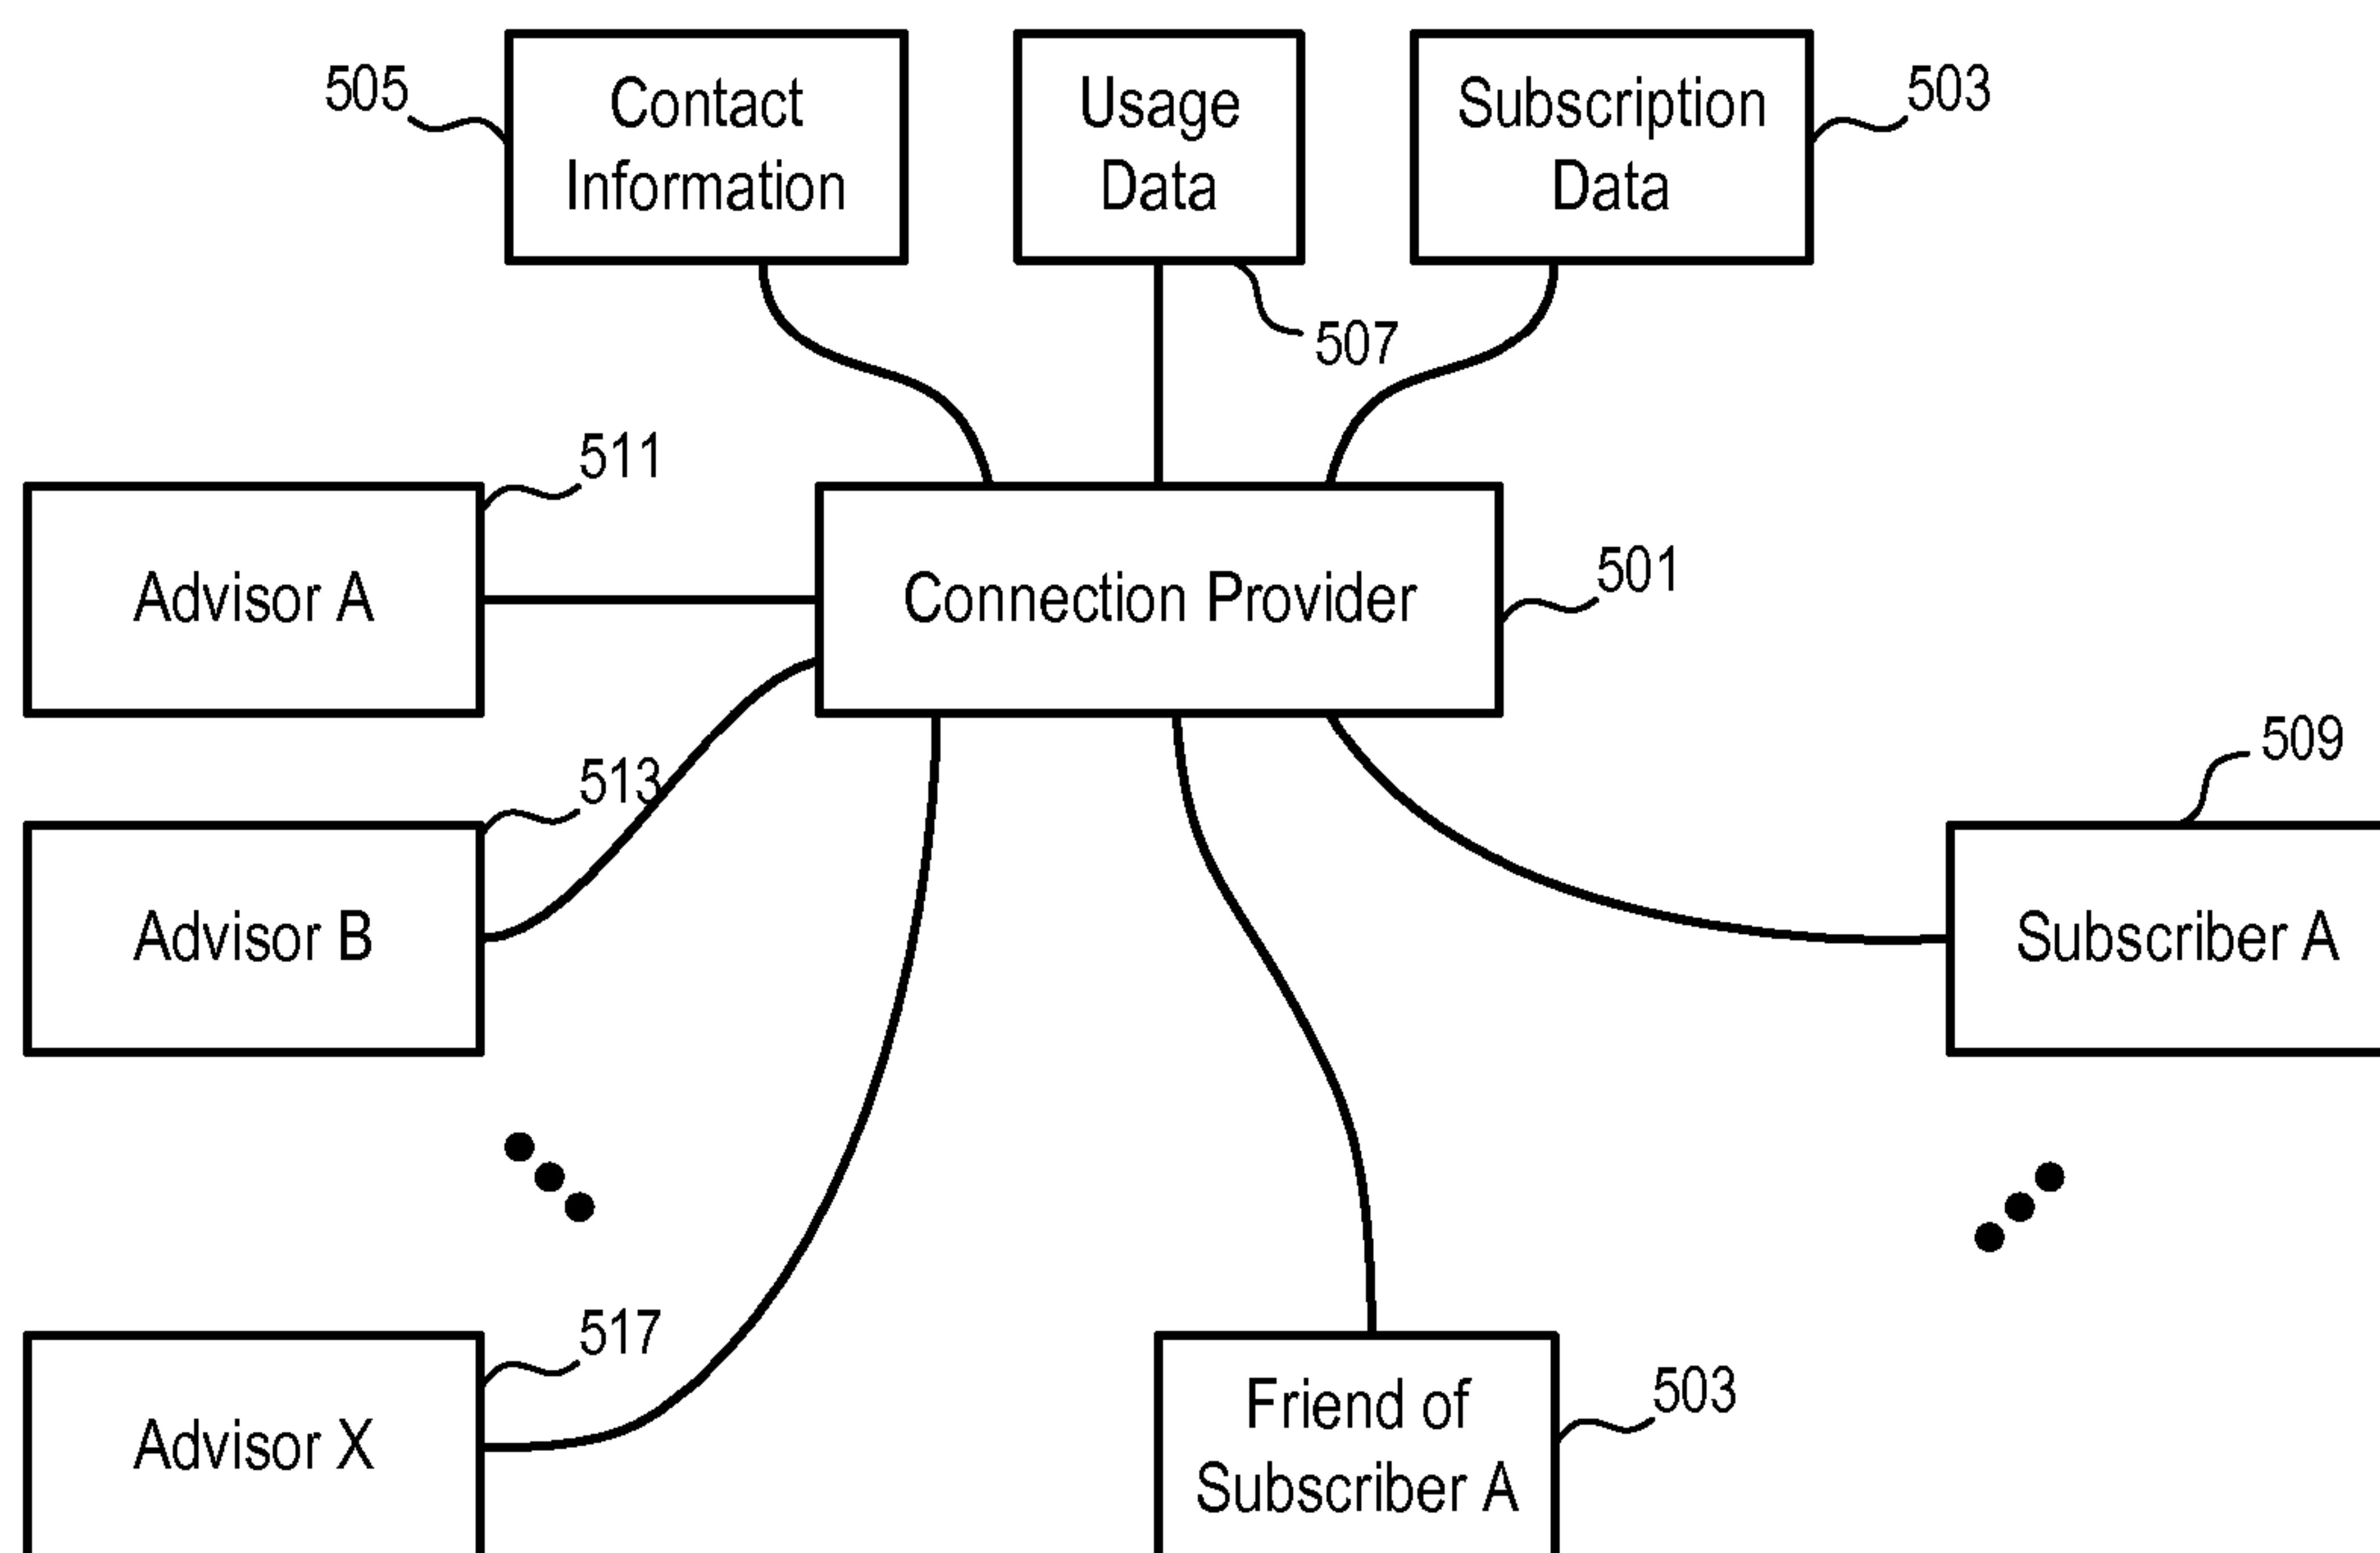 505
Contact
Information
Usage
Data
Subscription
Data
503
507
511
Advisor A
Connection Provider
501
513
509
Advisor B
Subscriber A
517
Advisor X
Friend of
Subscriber A
503